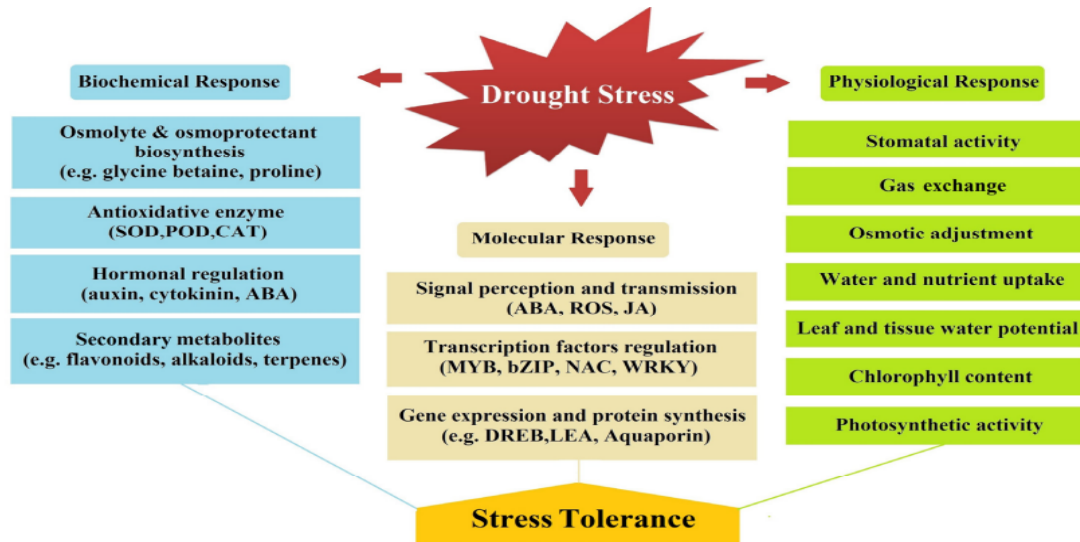 Drought Stress
Biochemical Response
Osmolyte & osmoprotectant
biosynthesis
(e.g. glycine betaine, proline)
Antioxidative enzyme
(SOD,POD,CAT)
Hormonal regulation
(auxin, cytokinin, ABA)
Secondary metabolites
(e.g. flavonoids, alkaloids, terpenes)
Molecular Response
Signal perception and transmission
(ABA, ROS, JA)
Transcription factors regulation
(MYB, bZIP, NAC, WRKY)
Gene expression and protein synthesis
(e.g. DREB,LEA, Aquaporin)
Physiological Response
Stomatal activity
Gas exchange
Osmotic adjustment
Water and nutrient uptake
Leaf and tissue water potential
Chlorophyll content
Photosynthetic activity
Stress Tolerance